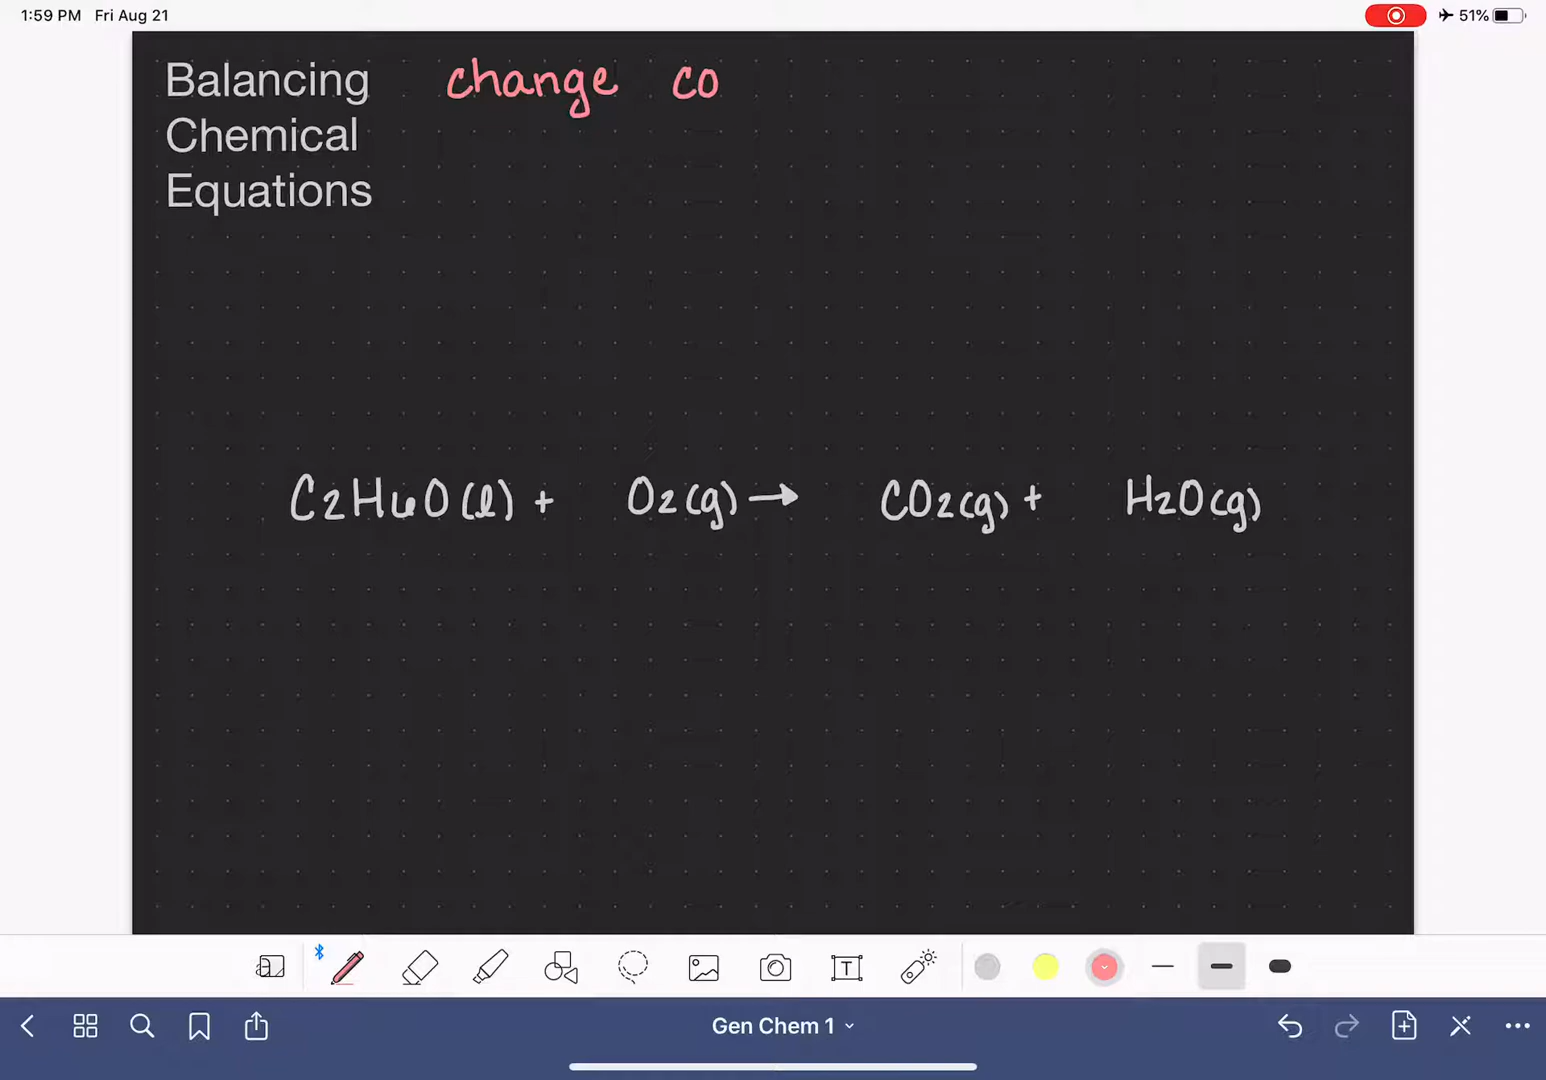 1:59 PM Fri Aug 21
51%
Balancing change co
Chemical
Equations
C2H6O(l) + O2(g) → CO2(g) + H2O(g)
T
Gen Chem 1